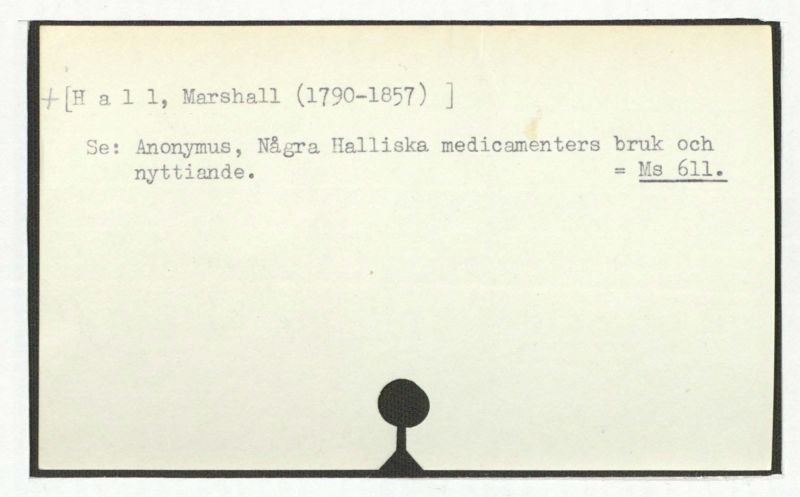 +[H a l l, Marshall (1790-1857) ]
Se: Anonymus, Några Halliska medicamenters bruk och
nyttiande. = Ms 611.